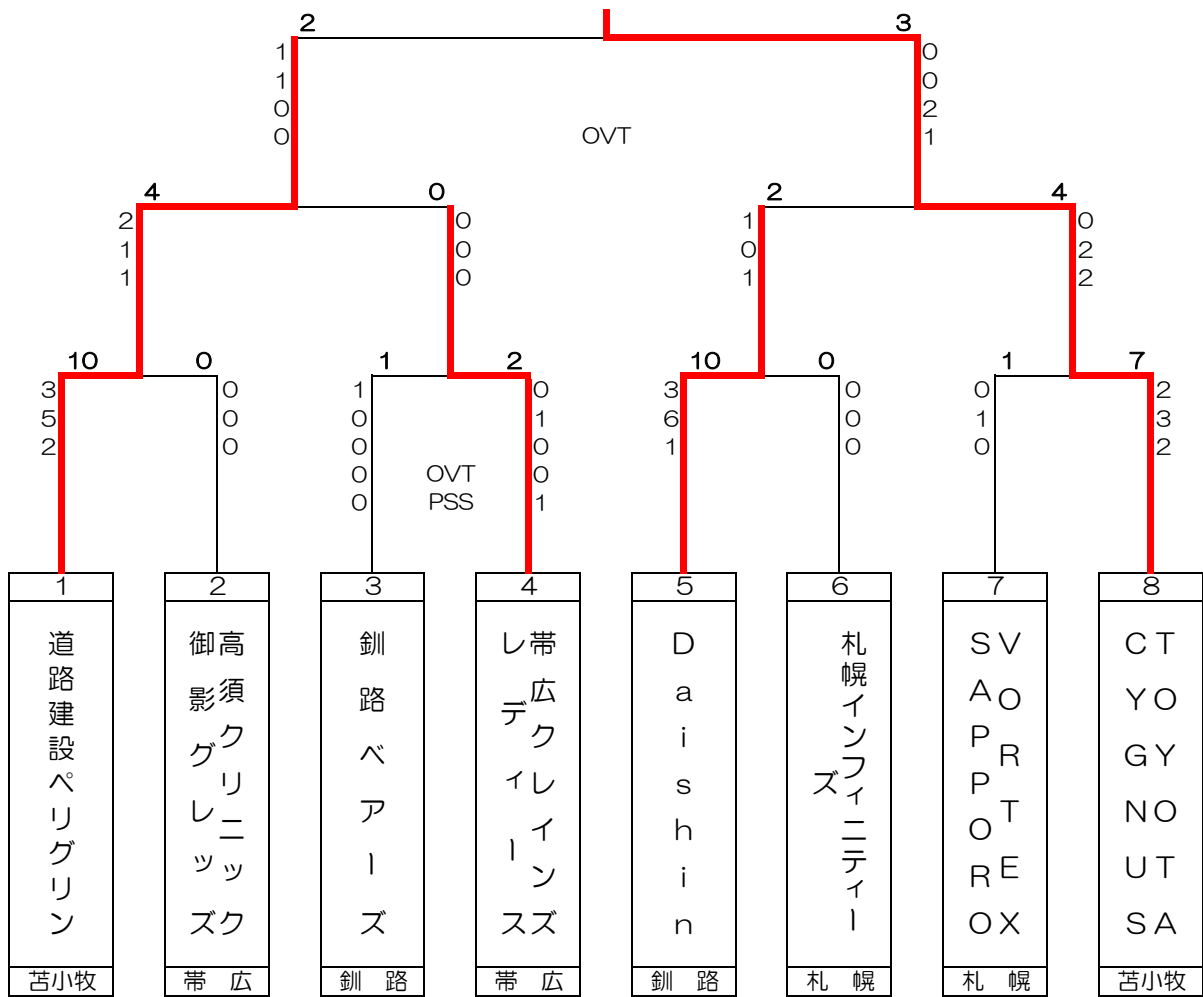 2
3
1
1
0
0
0
0
2
1
OVT
4
0
2
1
1
0
0
0
2
4
1
0
1
0
2
2
10
0
3
5
2
0
0
0
1
2
1
0
0
0
0
0
1
0
0
1
OVT
PSS
10
0
3
6
1
0
0
0
1
7
0
1
0
2
3
2
1
道路建設ペリグリン
苫小牧
2
高須クリニック
御影グレッズ
帯 広
3
釧路ベアーズ
釧 路
4
帯広クレインズ
レディース
帯 広
5
Daishin
釧 路
6
札幌インフィニティー
ズ
札 幌
7
VORTEX
SAPPORO
札 幌
8
TOYOTA
CYGNUS
苫小牧